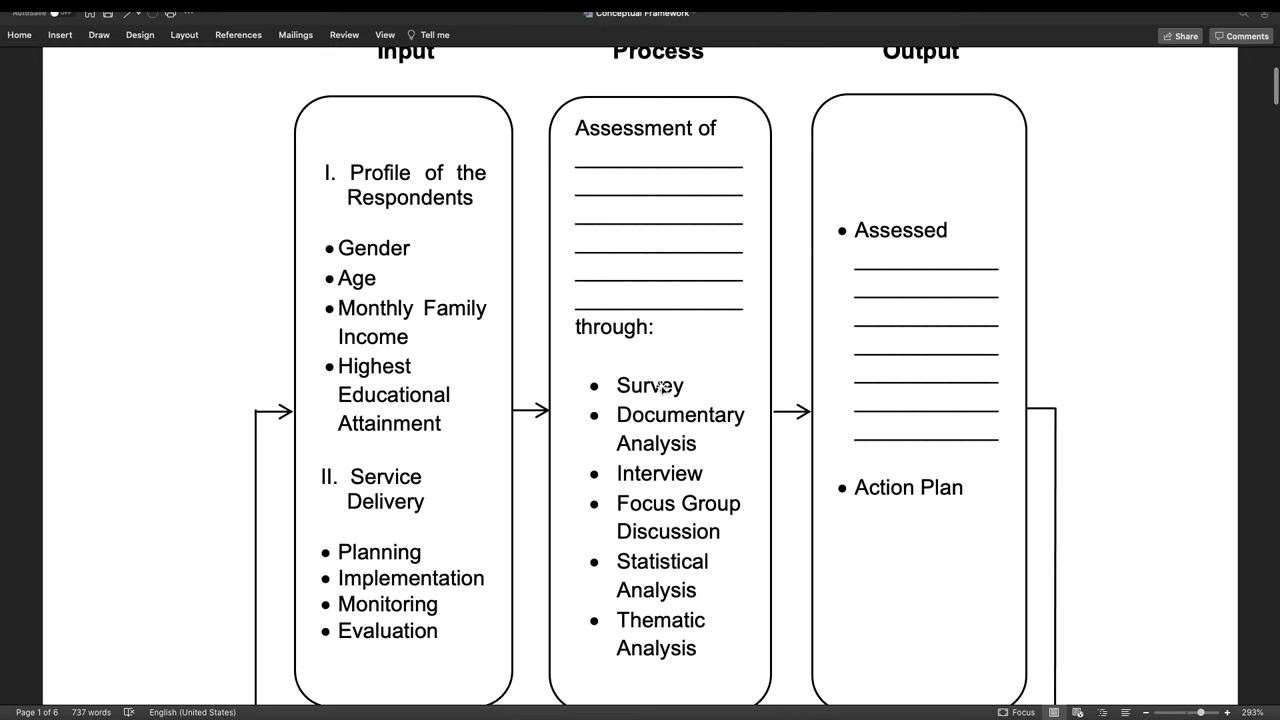 AutoSave OFF
Conceptual Framework
Home Insert Draw Design Layout References Mailings Review View Tell me
Share Comments
Input
Process
Output
I. Profile of the
Respondents
• Gender
• Age
• Monthly Family
Income
• Highest
Educational
Attainment
II. Service
Delivery
• Planning
• Implementation
• Monitoring
• Evaluation
Assessment of
through:
• Survey
• Documentary
Analysis
• Interview
• Focus Group
Discussion
• Statistical
Analysis
• Thematic
Analysis
• Assessed
• Action Plan
Page 1 of 6 737 words English (United States) Focus 293%